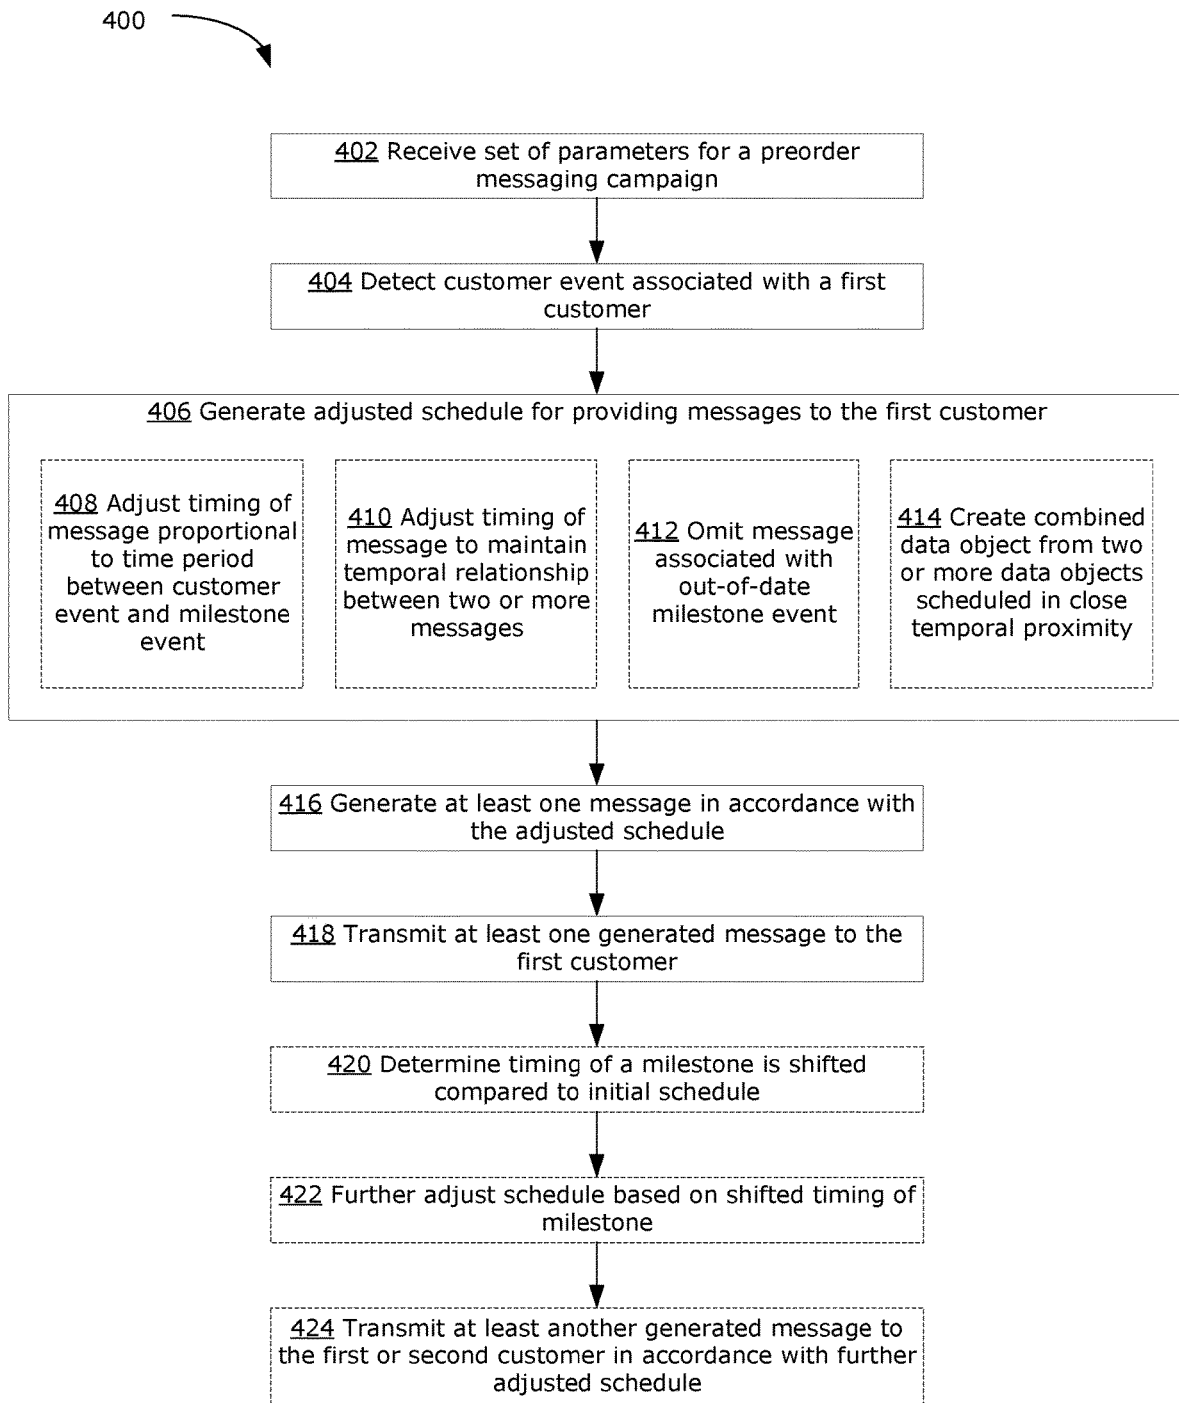 400
402 Receive set of parameters for a preorder
messaging campaign
404 Detect customer event associated with a first
customer
406 Generate adjusted schedule for providing messages to the first customer
408 Adjust timing of
message proportional
to time period
between customer
event and milestone
event
410 Adjust timing of
message to maintain
temporal relationship
between two or more
messages
412 Omit message
associated with
out-of-date
milestone event
414 Create combined
data object from two
or more data objects
scheduled in close
temporal proximity
416 Generate at least one message in accordance with
the adjusted schedule
418 Transmit at least one generated message to the
first customer
420 Determine timing of a milestone is shifted
compared to initial schedule
422 Further adjust schedule based on shifted timing of
milestone
424 Transmit at least another generated message to
the first or second customer in accordance with further
adjusted schedule